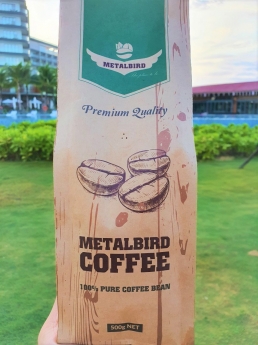 METALBIRD
Premium Quality
METALBIRD
COFFEE
100% PURE COFFEE BEAN
500g NET